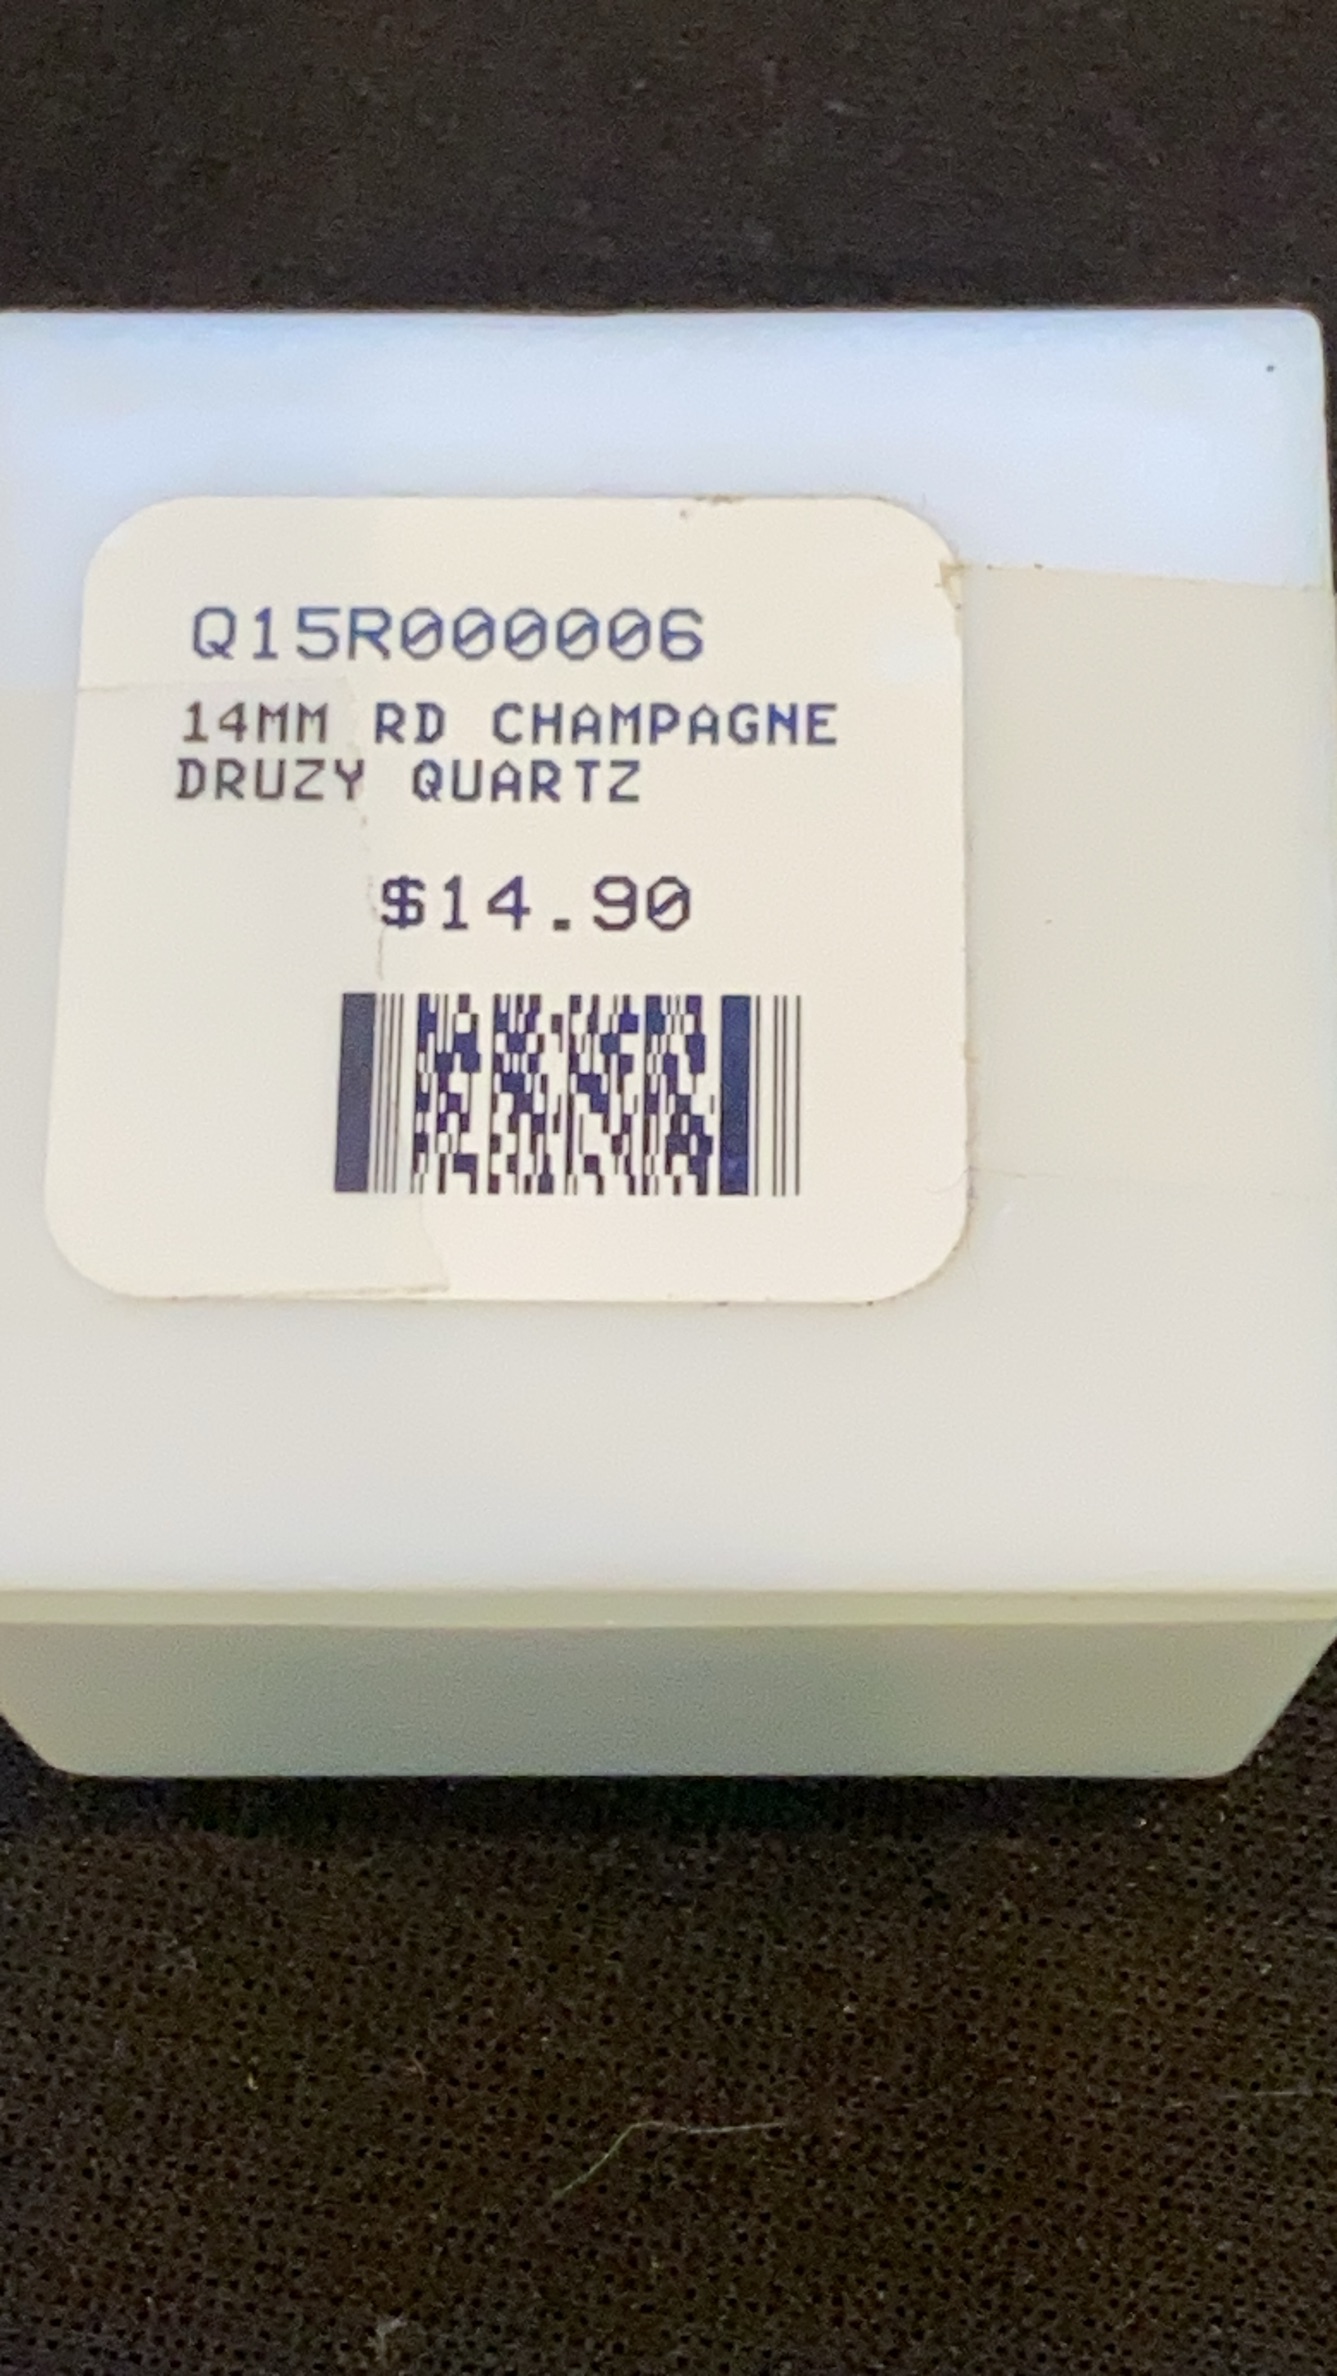 Q15R000006
14MM RD CHAMPAGNE
DRUZY QUARTZ
$14.90